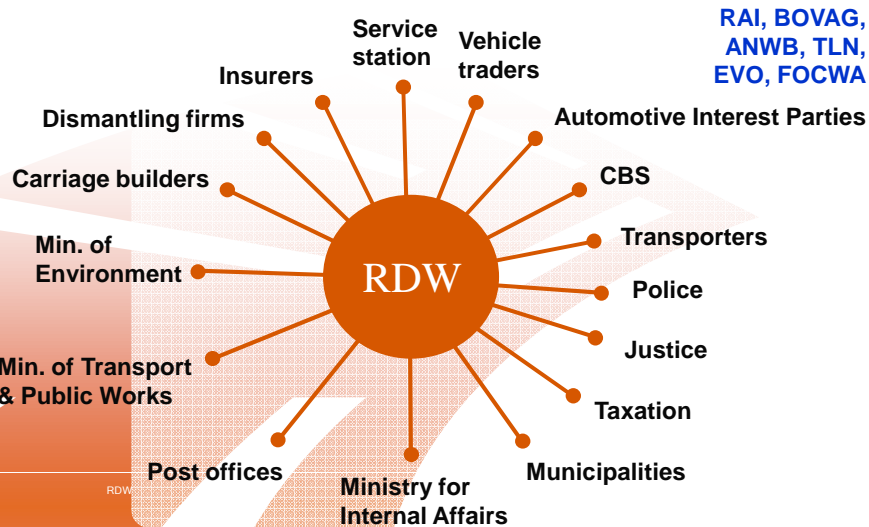 RAI, BOVAG,
ANWB, TLN,
EVO, FOCWA
Service
station
Vehicle
traders
Insurers
Dismantling firms
Automotive Interest Parties
Carriage builders
CBS
Min. of
Environment
Transporters
RDW
Police
Justice
Min. of Transport
& Public Works
Taxation
Post offices
Municipalities
Ministry for
Internal Affairs
RDW